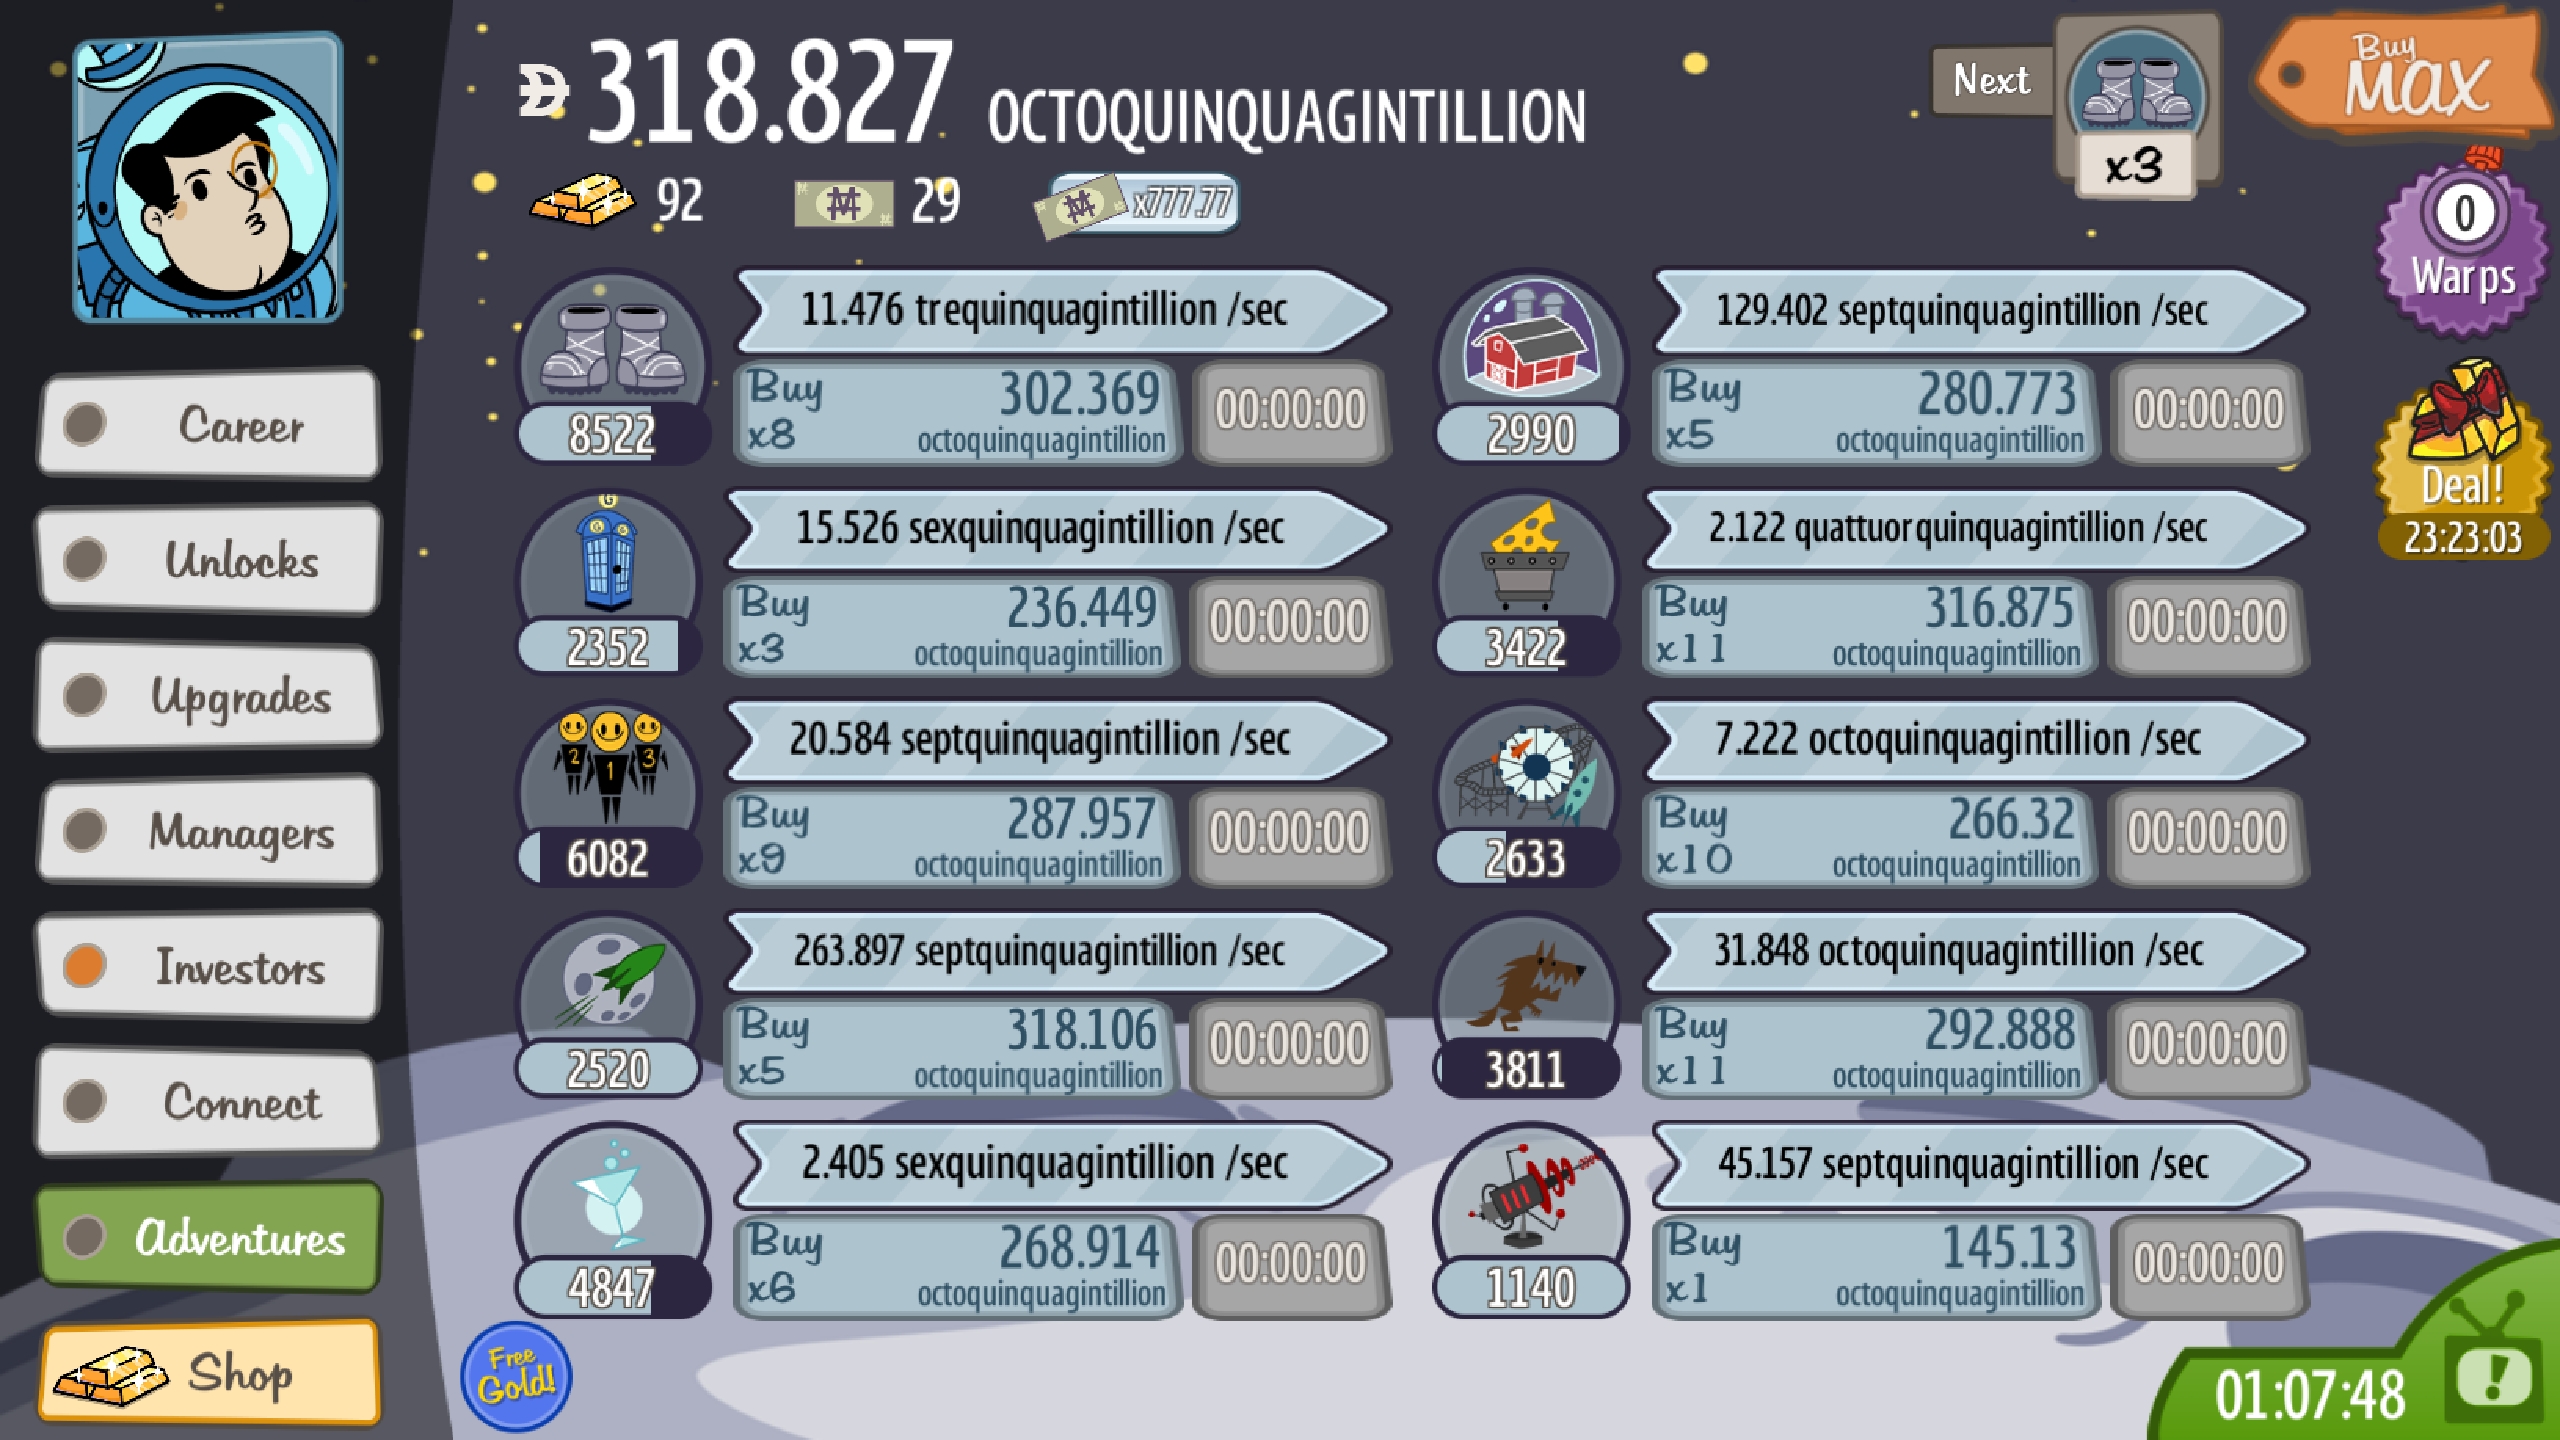 318.827 OCTOQUINQUAGINTILLION
92
29
x777.77
Next
x3
Buy
MAX
0
Warps
Deal!
23:23:03
Career
Unlocks
Upgrades
Managers
Investors
Connect
Adventures
Shop
11.476 trequinquagintillion /sec
8522
Buy
x8
302.369
octoquinquagintillion
00:00:00
129.402 septquinquagintillion /sec
2990
Buy
x5
280.773
octoquinquagintillion
00:00:00
G
15.526 sexquinquagintillion /sec
2352
Buy
x3
236.449
octoquinquagintillion
00:00:00
2.122 quattuorquinquagintillion /sec
3422
Buy
x11
316.875
octoquinquagintillion
00:00:00
2 1 3
20.584 septquinquagintillion /sec
6082
Buy
x9
287.957
octoquinquagintillion
00:00:00
7.222 octoquinquagintillion /sec
2633
Buy
x10
266.32
octoquinquagintillion
00:00:00
263.897 septquinquagintillion /sec
2520
Buy
x5
318.106
octoquinquagintillion
00:00:00
31.848 octoquinquagintillion /sec
3811
Buy
x11
292.888
octoquinquagintillion
00:00:00
2.405 sexquinquagintillion /sec
4847
Buy
x6
268.914
octoquinquagintillion
00:00:00
45.157 septquinquagintillion /sec
1140
Buy
x1
145.13
octoquinquagintillion
00:00:00
Free
Gold!
01:07:48
!